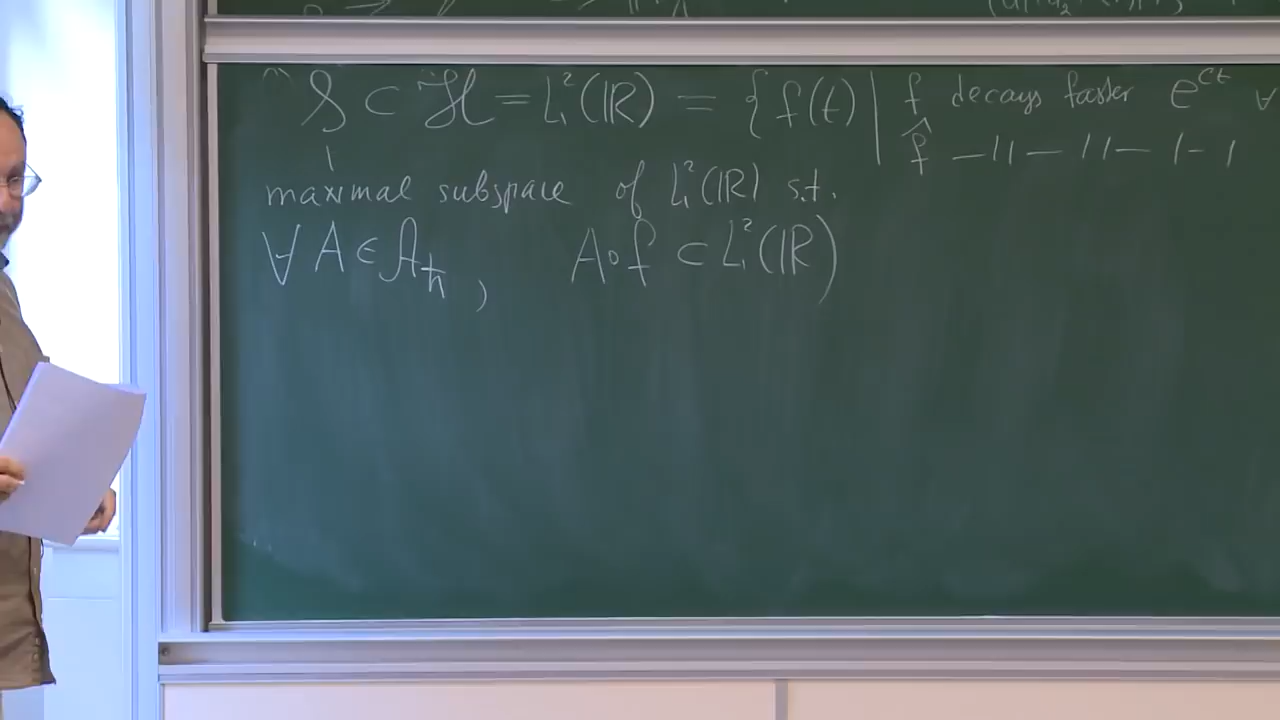 S ⊂ ℋ = L²(ℝ) = { f(t) | f decays faster e^{ct} ∀
f̂ —//— //— /-/
maximal subspace of L²(ℝ) s.t.
∀ A ∈ 𝒜_ħ, A∘f ⊂ L²(ℝ)